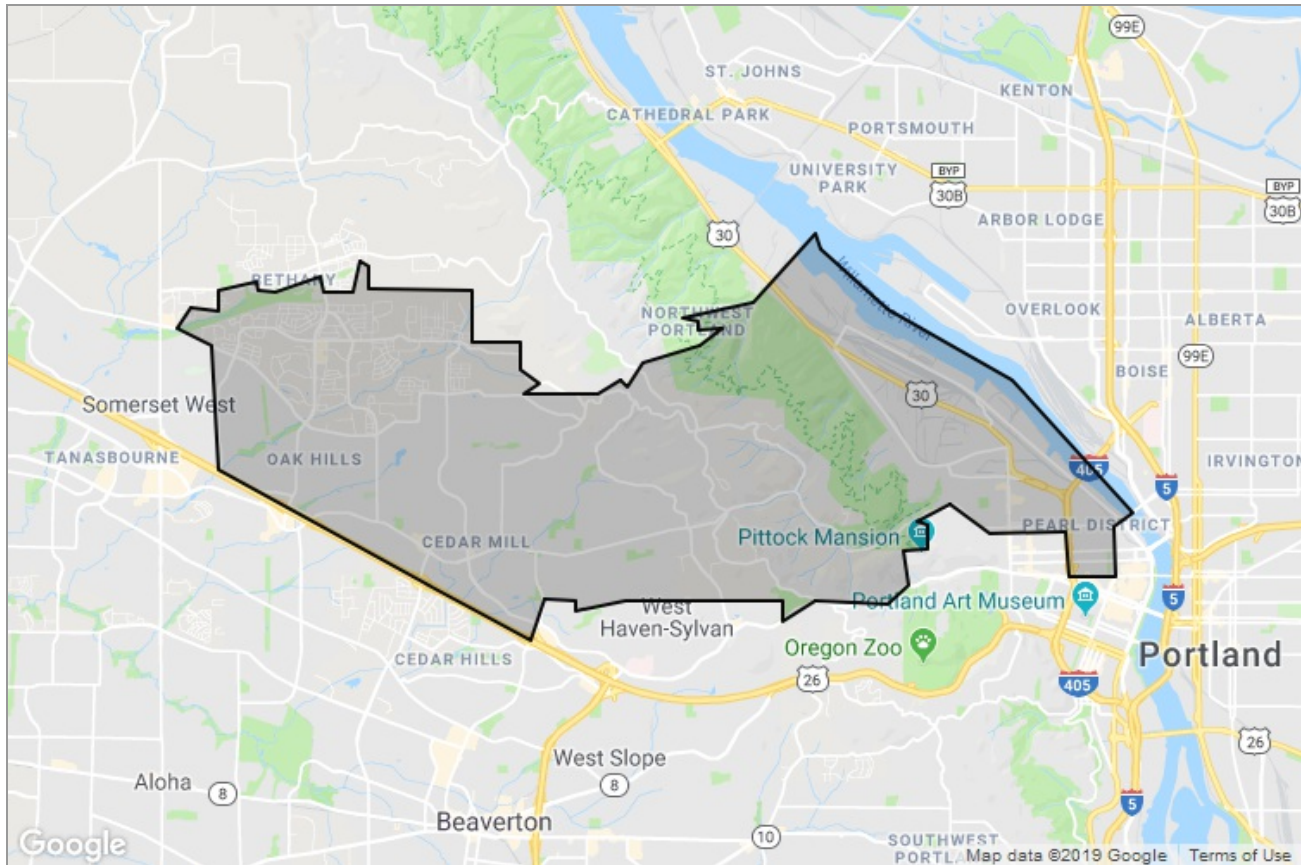 99E
99E
ST. JOHNS
KENTON
CATHEDRAL PARK
PORTSMOUTH
UNIVERSITY
PARK
BYP
30B
BYP
30B
ARBOR LODGE
30
BETHANY
Willamette River
NORTHWEST
PORTLAND
OVERLOOK
ALBERTA
99E
BOISE
30
Somerset West
TANASBOURNE
OAK HILLS
405
5
IRVINGTON
PEARL DISTRICT
Pittock Mansion
CEDAR MILL
Portland Art Museum
5
West
Haven-Sylvan
Oregon Zoo
CEDAR HILLS
Portland
26
405
26
West Slope
8
Aloha
8
5
Beaverton
10
SOUTHWEST
PORTLAND
Google
Map data ©2019 Google
Terms of Use